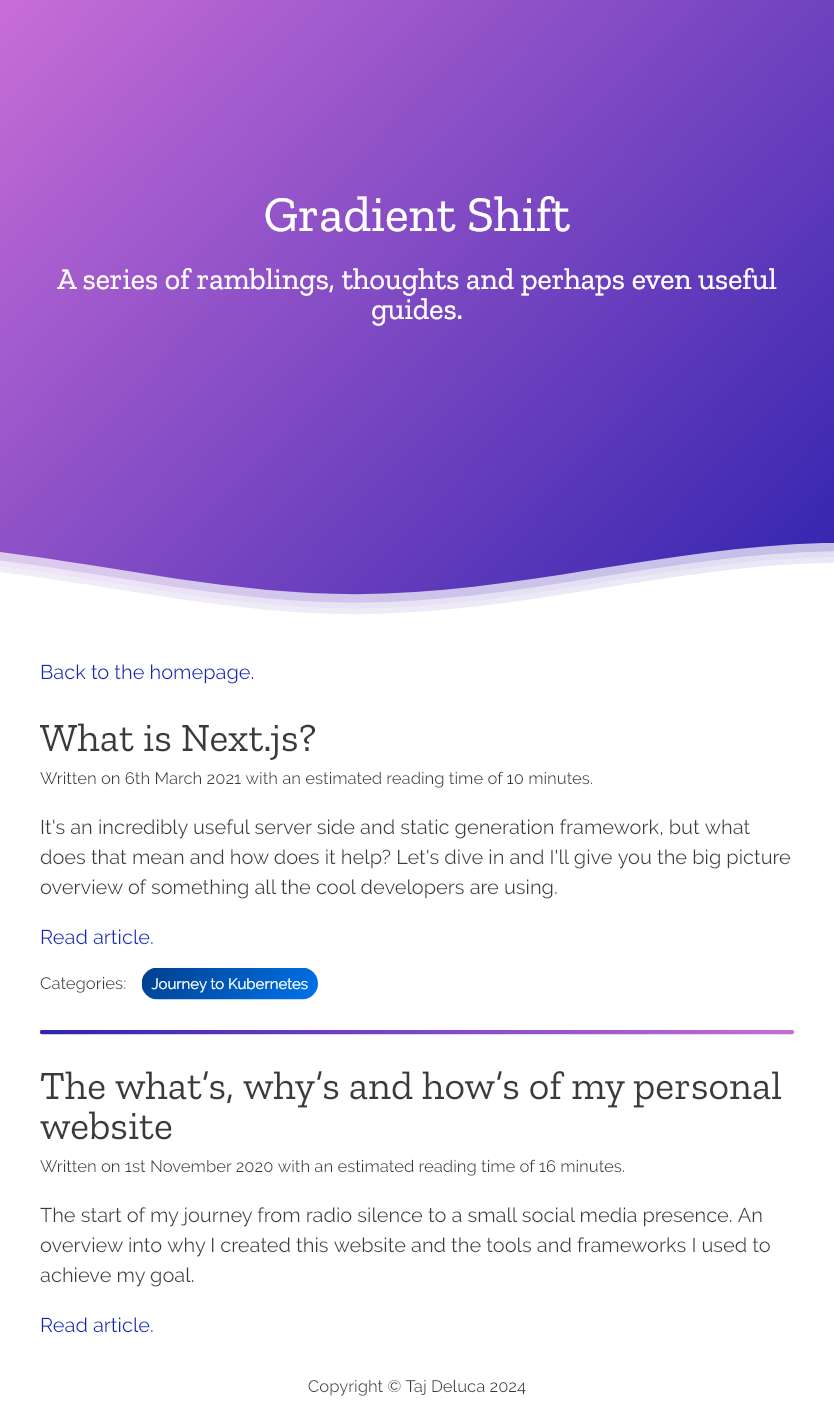 Gradient Shift
A series of ramblings, thoughts and perhaps even useful
guides.
Back to the homepage.
What is Next.js?
Written on 6th March 2021 with an estimated reading time of 10 minutes.
It's an incredibly useful server side and static generation framework, but what
does that mean and how does it help? Let's dive in and I'll give you the big picture
overview of something all the cool developers are using.
Read article.
Categories: Journey to Kubernetes
The what’s, why’s and how’s of my personal
website
Written on 1st November 2020 with an estimated reading time of 16 minutes.
The start of my journey from radio silence to a small social media presence. An
overview into why I created this website and the tools and frameworks I used to
achieve my goal.
Read article.
Copyright © Taj Deluca 2024